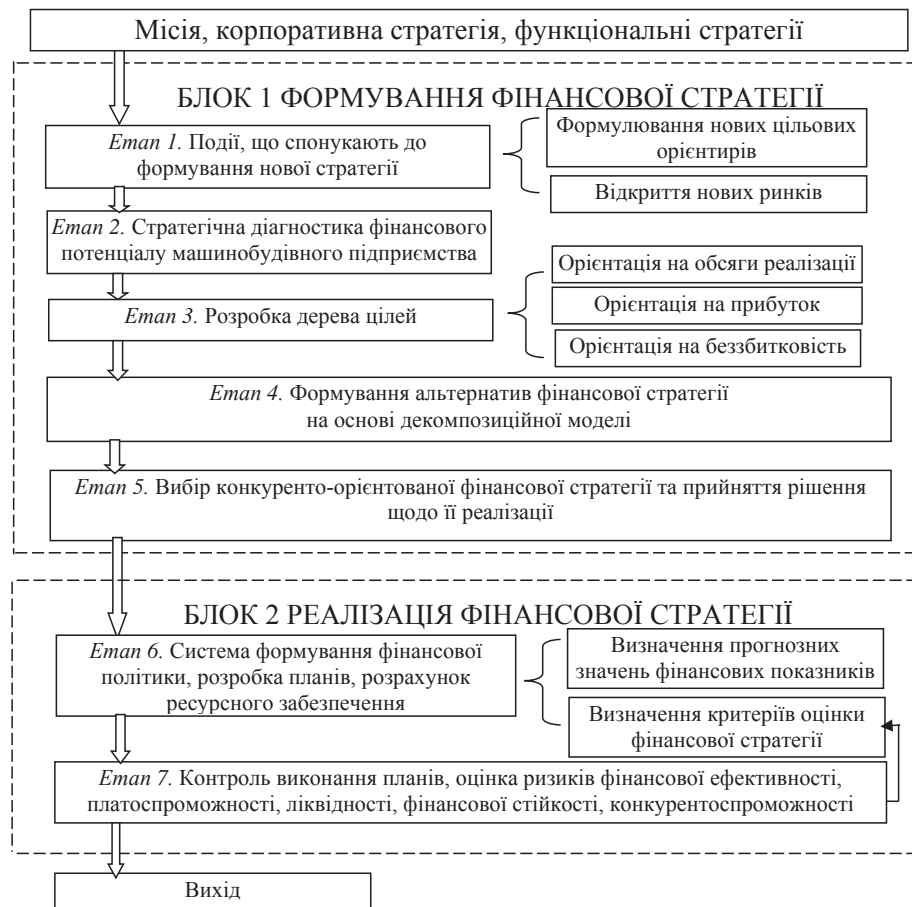 Місія, корпоративна стратегія, функціональні стратегії
БЛОК 1 ФОРМУВАННЯ ФІНАНСОВОЇ СТРАТЕГІЇ
Етап 1. Події, що спонукають до
формування нової стратегії
Формулювання нових цільових
орієнтирів
Відкриття нових ринків
Етап 2. Стратегічна діагностика фінансового
потенціалу машинобудівного підприємства
Етап 3. Розробка дерева цілей
Орієнтація на обсяги реалізації
Орієнтація на прибуток
Орієнтація на беззбитковість
Етап 4. Формування альтернатив фінансової стратегії
на основі декомпозиційної моделі
Етап 5. Вибір конкуренто-орієнтованої фінансової стратегії та прийняття рішення
щодо її реалізації
БЛОК 2 РЕАЛІЗАЦІЯ ФІНАНСОВОЇ СТРАТЕГІЇ
Етап 6. Система формування фінансової
політики, розробка планів, розрахунок
ресурсного забезпечення
Визначення прогнозних
значень фінансових показників
Визначення критеріїв оцінки
фінансової стратегії
Етап 7. Контроль виконання планів, оцінка ризиків фінансової ефективності,
платоспроможності, ліквідності, фінансової стійкості, конкурентоспроможності
Вихід